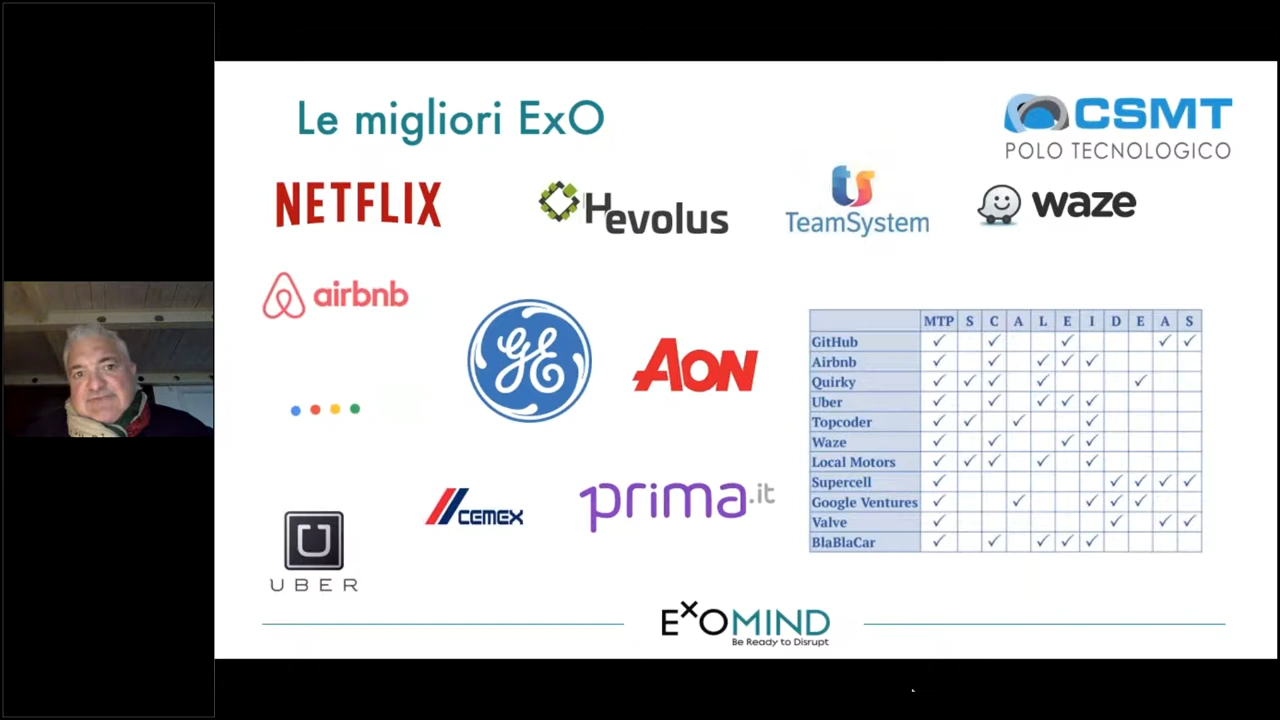 Le migliori ExO
CSMT
POLO TECNOLOGICO
NETFLIX
Hevolus
TeamSystem
waze
airbnb
GE
AON
CEMEX
prima.it
UBER
MTP S C A L E I D E A S
GitHub ✓ ✓ ✓ ✓ ✓
Airbnb ✓ ✓ ✓ ✓ ✓
Quirky ✓ ✓ ✓ ✓ ✓
Uber ✓ ✓ ✓ ✓ ✓
Topcoder ✓ ✓ ✓ ✓
Waze ✓ ✓ ✓ ✓
Local Motors ✓ ✓ ✓ ✓ ✓
Supercell ✓ ✓ ✓ ✓ ✓
Google Ventures ✓ ✓ ✓ ✓ ✓
Valve ✓ ✓ ✓ ✓
BlaBlaCar ✓ ✓ ✓ ✓ ✓
ExOMIND
Be Ready to Disrupt